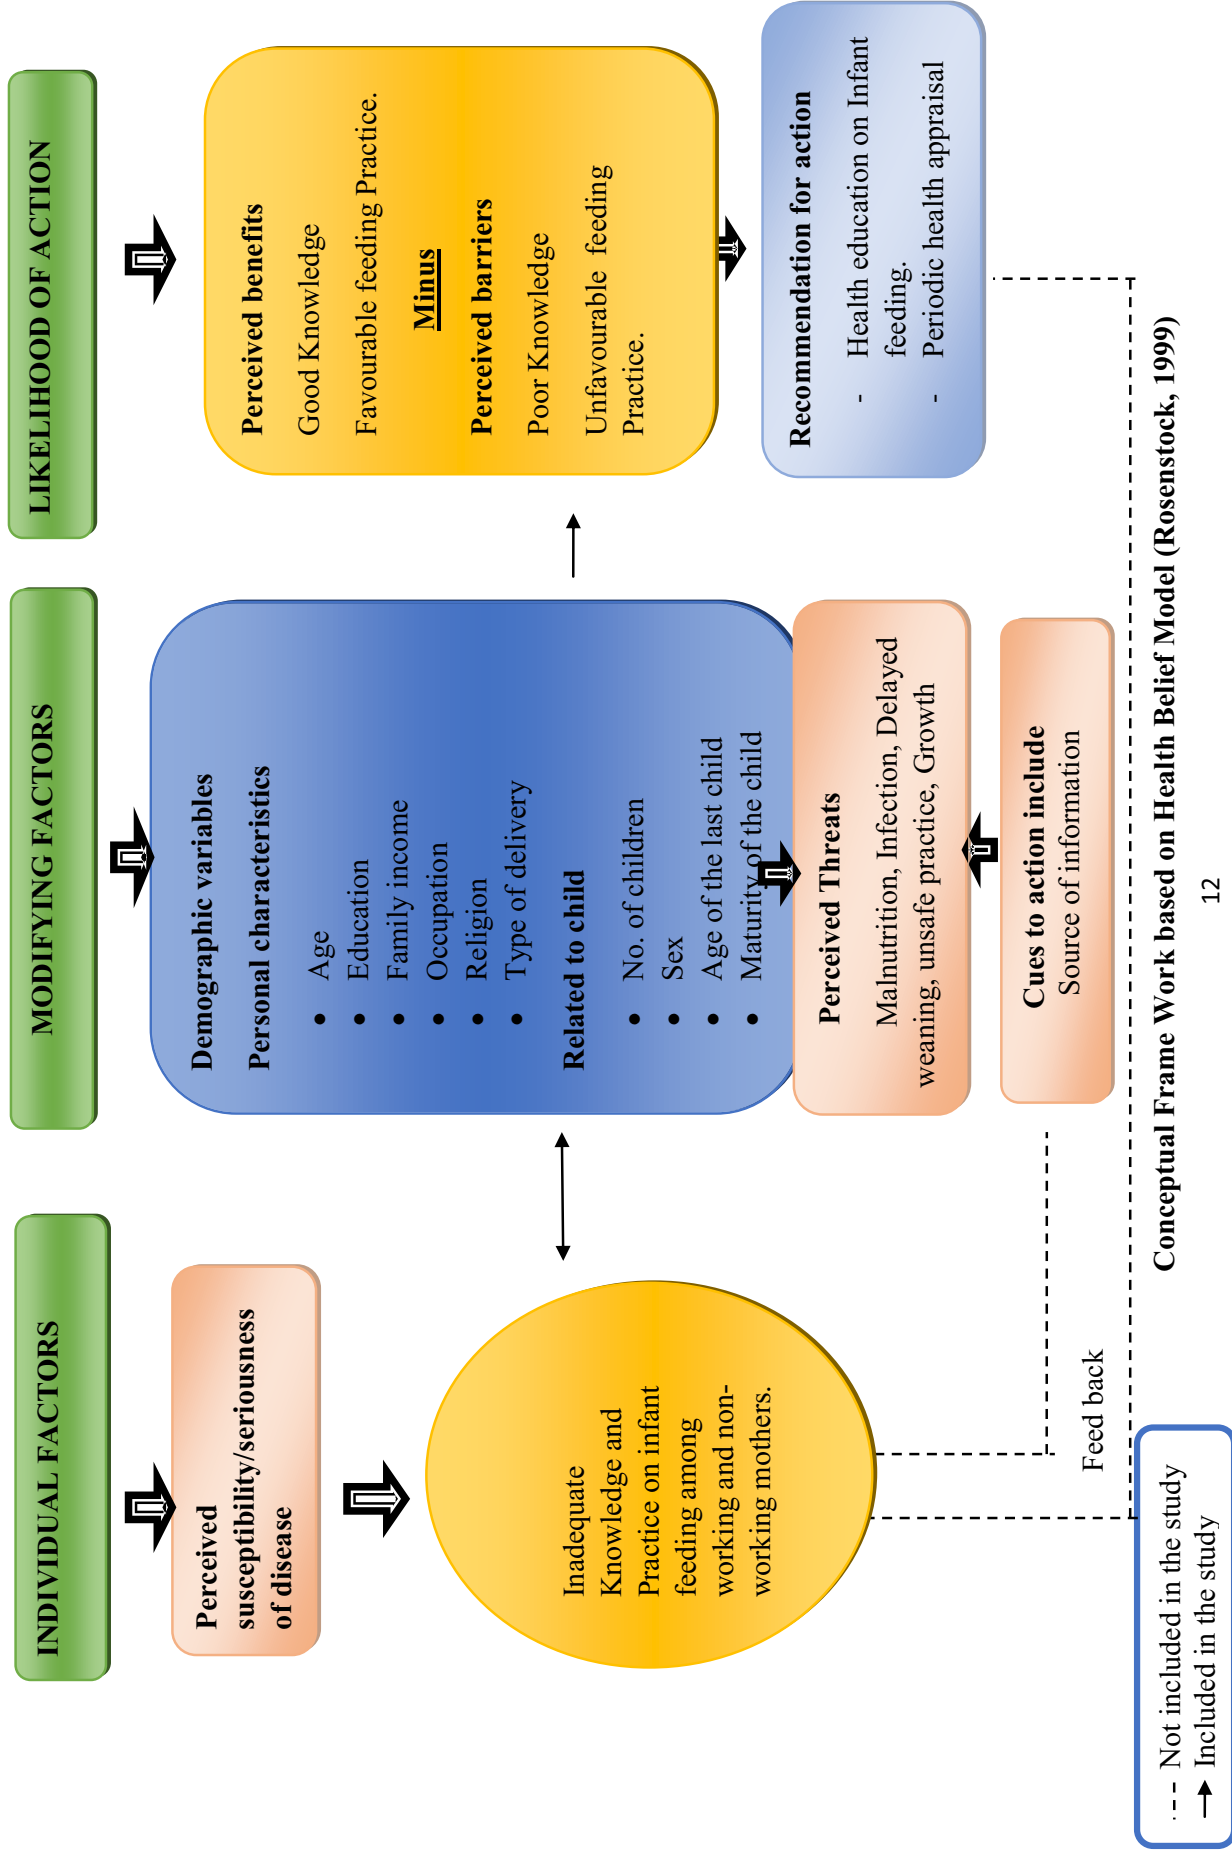 INDIVIDUAL FACTORS
Perceived
susceptibility/seriousness
of disease
Inadequate
Knowledge and
Practice on infant
feeding among
working and non-
working mothers.
MODIFYING FACTORS
Demographic variables
Personal characteristics
• Age
• Education
• Family income
• Occupation
• Religion
• Type of delivery
Related to child
• No. of children
• Sex
• Age of the last child
• Maturity of the child
Perceived Threats
Malnutrition, Infection, Delayed
weaning, unsafe practice, Growth
Cues to action include
Source of information
LIKELIHOOD OF ACTION
Perceived benefits
Good Knowledge
Favourable feeding Practice.
Minus
Perceived barriers
Poor Knowledge
Unfavourable feeding
Practice.
Recommendation for action
- Health education on Infant
feeding.
- Periodic health appraisal
Feed back
Not included in the study
Included in the study
Conceptual Frame Work based on Health Belief Model (Rosenstock, 1999)
12